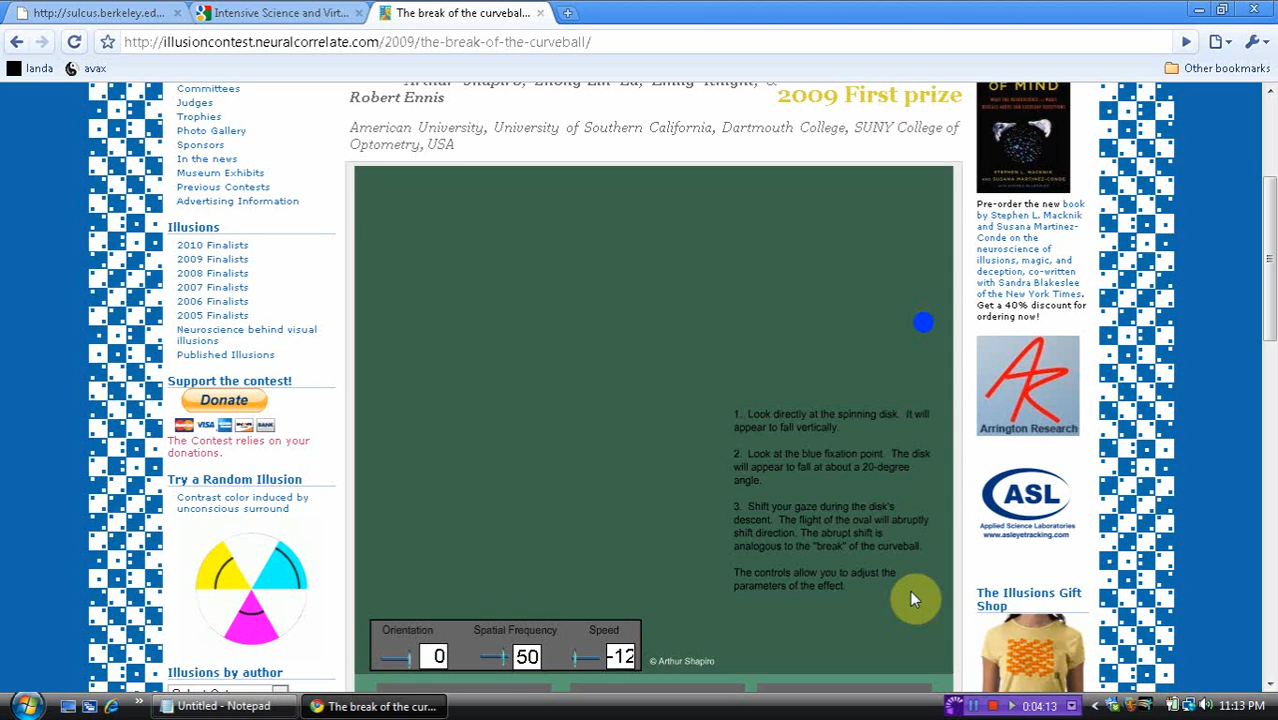 http://sulcus.berkeley.ed...
Intensive Science and Virt...
The break of the curvebal...
http://illusioncontest.neuralcorrelate.com/2009/the-break-of-the-curveball/
landa
avax
Other bookmarks
Committees
Judges
Trophies
Photo Gallery
Sponsors
In the news
Museum Exhibits
Previous Contests
Advertising Information
Illusions
2010 Finalists
2009 Finalists
2008 Finalists
2007 Finalists
2006 Finalists
2005 Finalists
Neuroscience behind visual
illusions
Published Illusions
Support the contest!
Donate
VISA
The Contest relies on your
donations.
Try a Random Illusion
Contrast color induced by
unconscious surround
Illusions by author
Robert Ennis
2009 First prize
American University, University of Southern California, Dartmouth College, SUNY College of
Optometry, USA
1. Look directly at the spinning disk. It will
appear to fall vertically.
2. Look at the blue fixation point. The disk
will appear to fall at about a 20-degree
angle.
3. Shift your gaze during the disk's
descent. The flight of the oval will abruptly
shift direction. The abrupt shift is
analogous to the "break" of the curveball.
The controls allow you to adjust the
parameters of the effect.
Orientation
0
Spatial Frequency
50
Speed
-12
© Arthur Shapiro
OF MIND
STEPHEN L. MACKNIK
AND SUSANA MARTINEZ-CONDE
Pre-order the new book
by Stephen L. Macknik
and Susana Martinez-
Conde on the
neuroscience of
illusions, magic, and
deception, co-written
with Sandra Blakeslee
of the New York Times.
Get a 40% discount for
ordering now!
Arrington Research
ASL
Applied Science Laboratories
www.asleyetracking.com
The Illusions Gift
Shop
Untitled - Notepad
The break of the cur...
0:04:13
11:13 PM